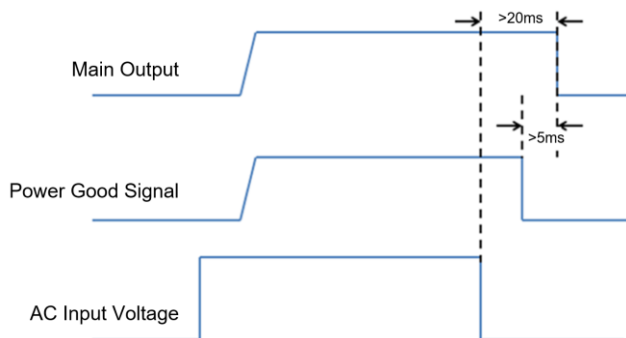 >20ms
Main Output
>5ms
Power Good Signal
AC Input Voltage